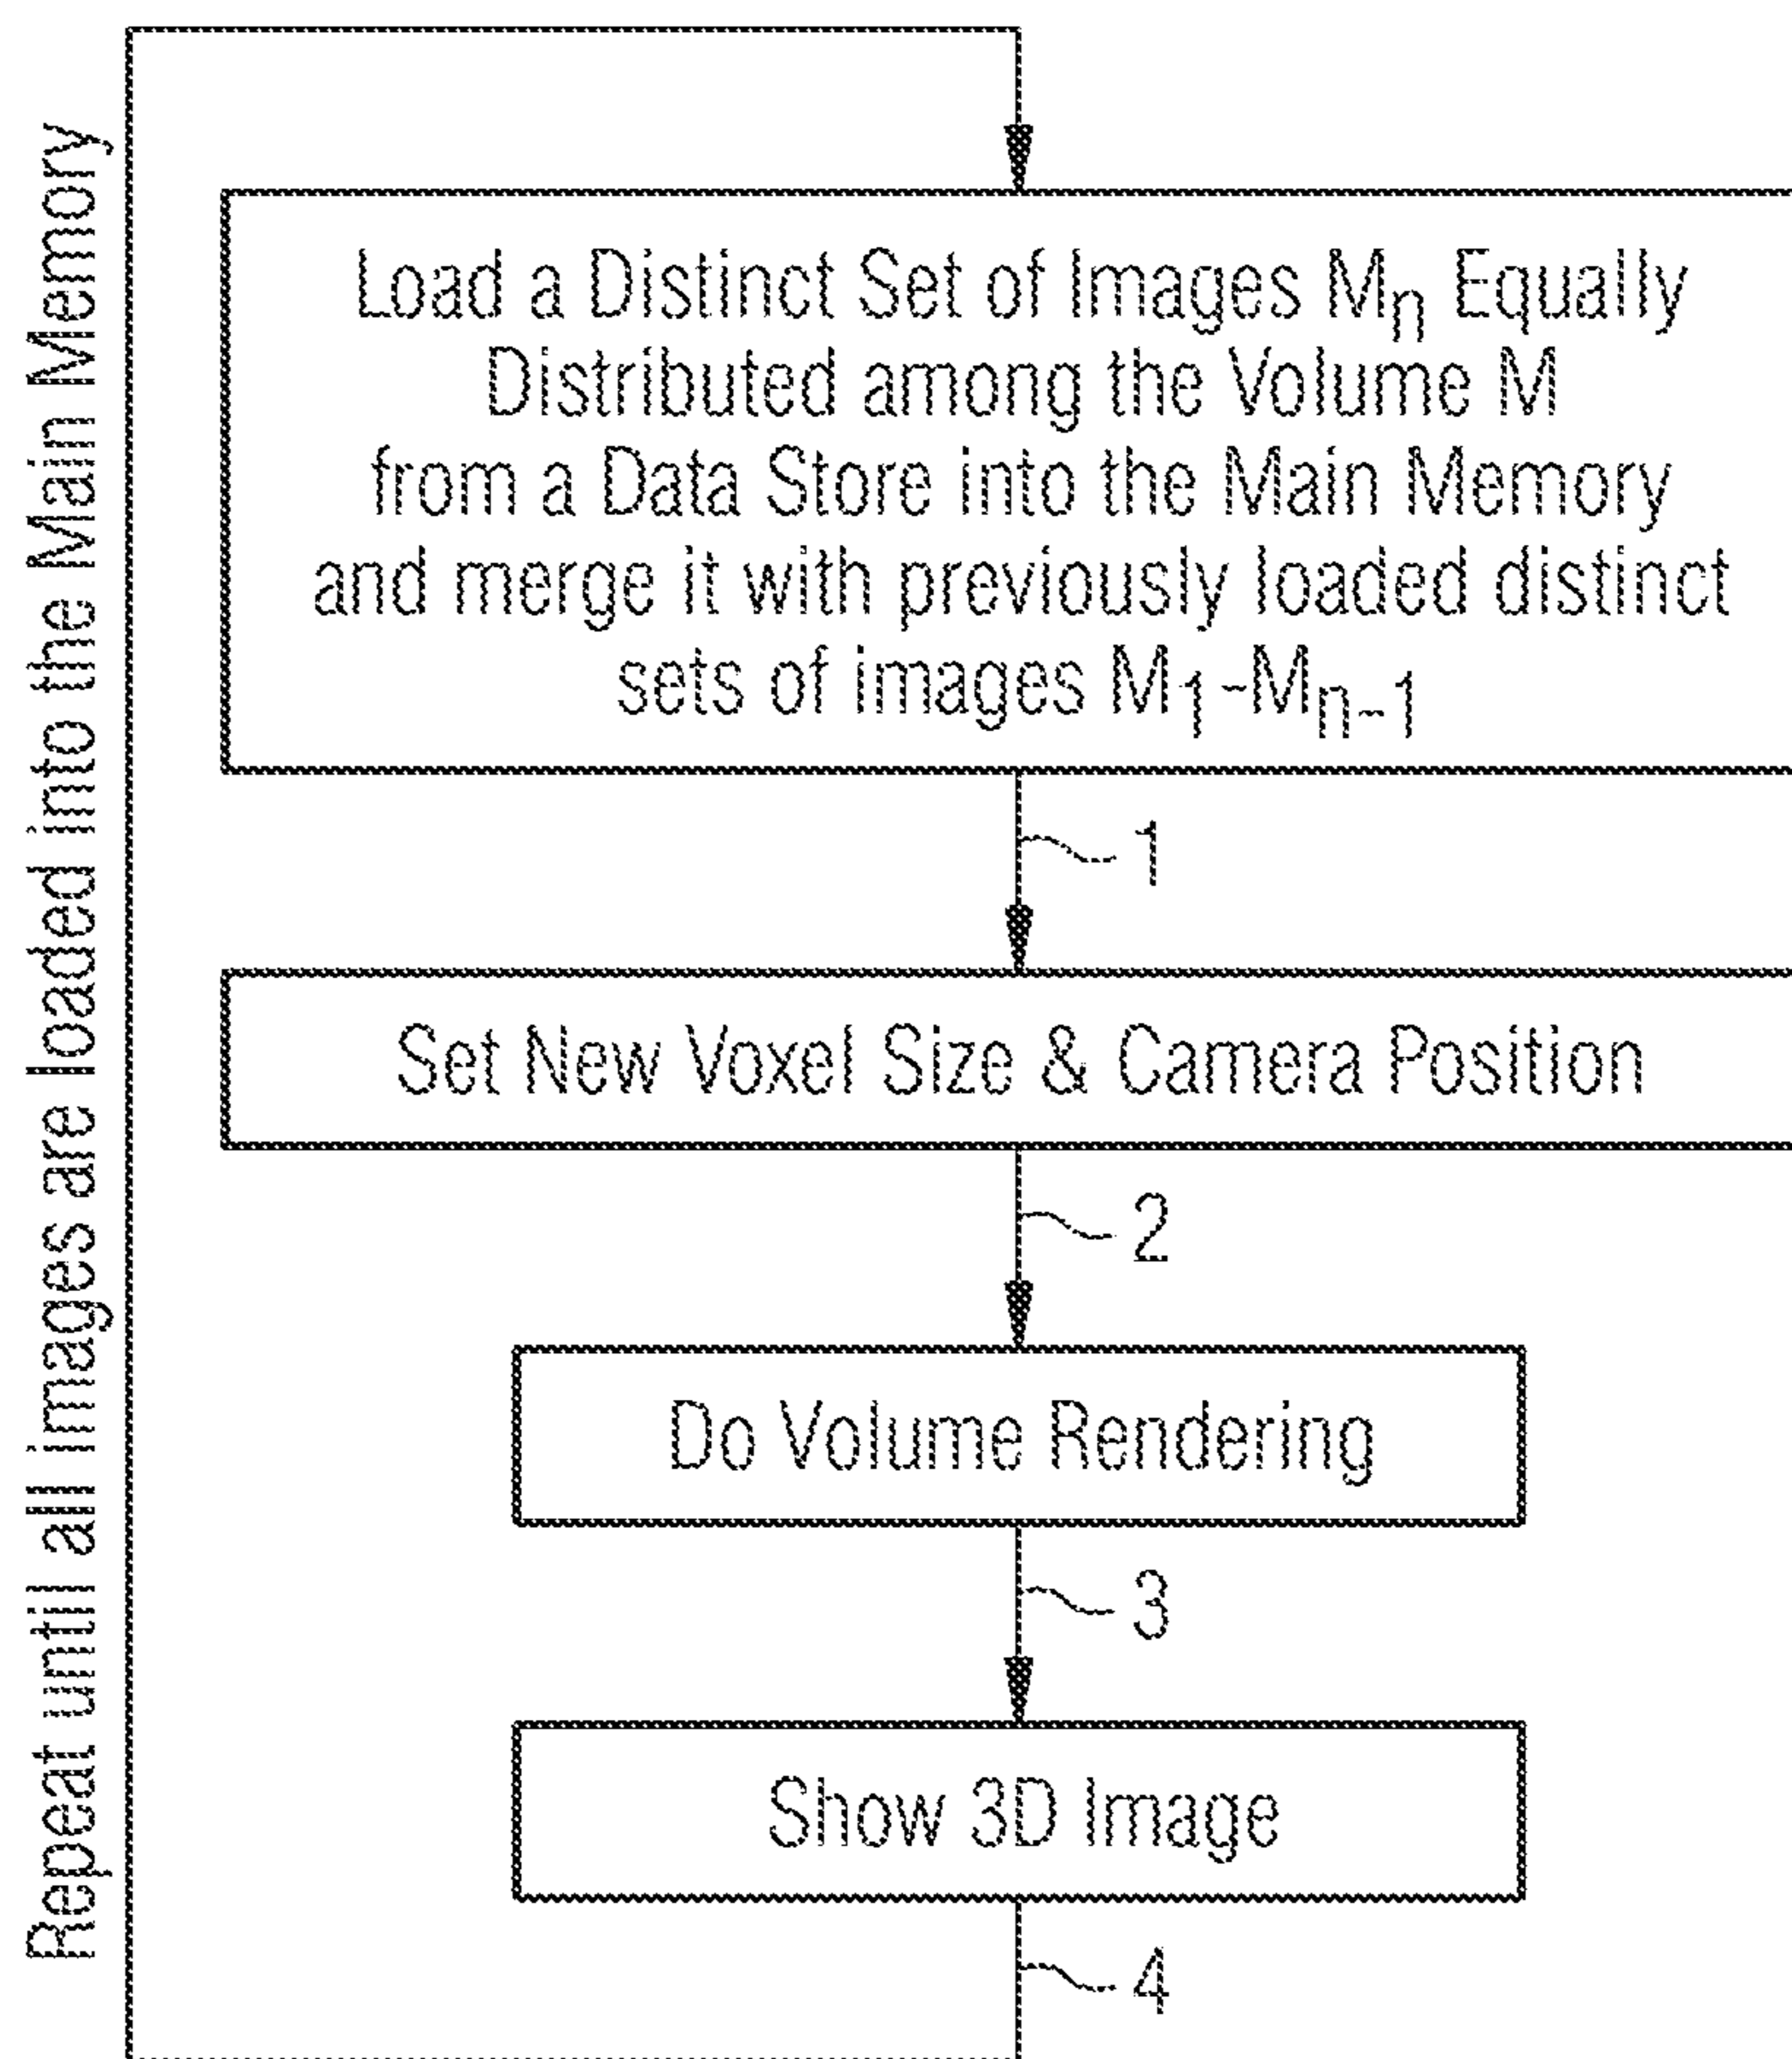 Repeat until all images are loaded into the Main Memory
Load a Distinct Set of Images Mn Equally
Distributed among the Volume M
from a Data Store into the Main Memory
and merge it with previously loaded distinct
sets of images M1-Mn-1
1
Set New Voxel Size & Camera Position
2
Do Volume Rendering
3
Show 3D Image
4